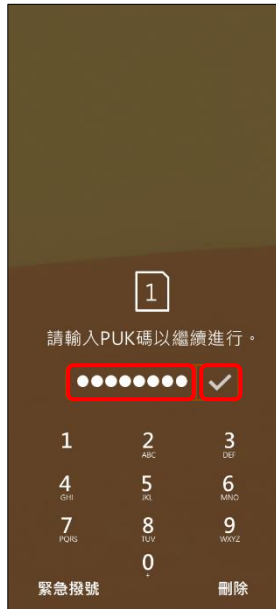 1
請輸入PUK碼以繼續進行。
●●●●●●●●
1 2 3
ABC DEF
4 5 6
GHI JKL MNO
7 8 9
PQRS TUV WXYZ
0
+
緊急撥號 刪除